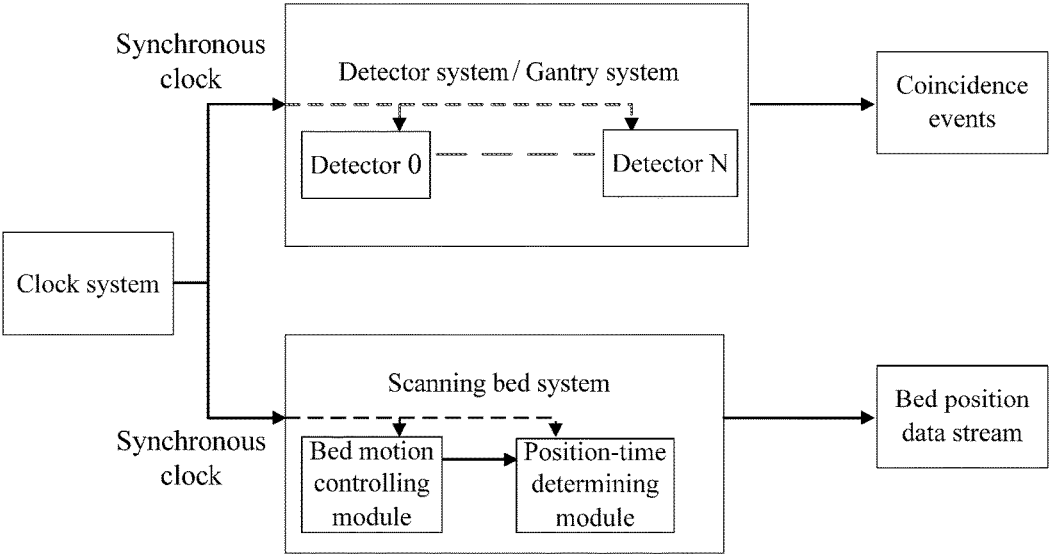 Synchronous
clock
Detector system / Gantry system
Detector 0
Detector N
Coincidence
events
Clock system
Synchronous
clock
Scanning bed system
Bed motion
controlling
module
Position-time
determining
module
Bed position
data stream